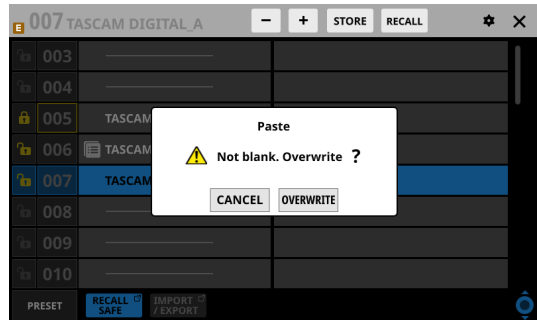 E 007 TASCAM DIGITAL_A - + STORE RECALL
003
004
005 TASCAM
006 TASCAM
007 TASCAM
008
009
010
Paste
Not blank. Overwrite ?
CANCEL OVERWRITE
PRESET RECALL SAFE IMPORT / EXPORT